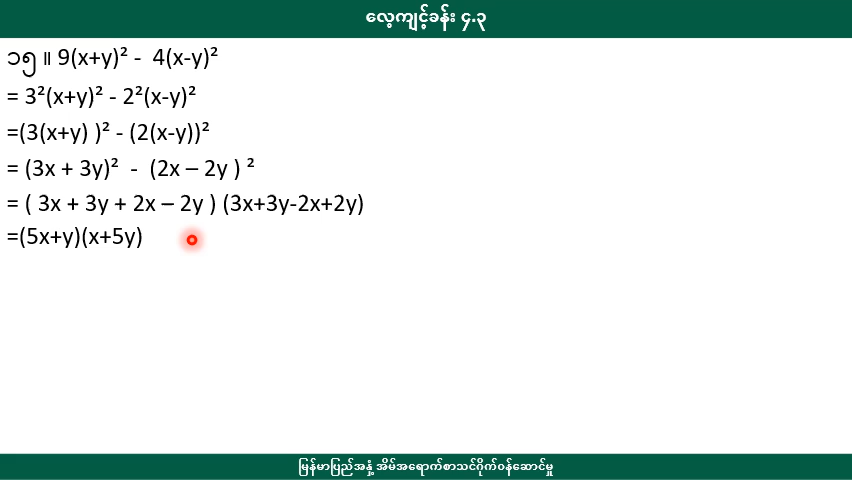 လေ့ကျင့်ခန်း ၄.၃
၁၅ ။ 9(x+y)² - 4(x-y)²
= 3²(x+y)² - 2²(x-y)²
=(3(x+y) )² - (2(x-y))²
= (3x + 3y)² - (2x – 2y ) ²
= ( 3x + 3y + 2x – 2y ) (3x+3y-2x+2y)
=(5x+y)(x+5y)
မြန်မာပြည်အနှံ့ အိမ်အရောက်စာသင်ဂိုက်ဝန်ဆောင်မှု